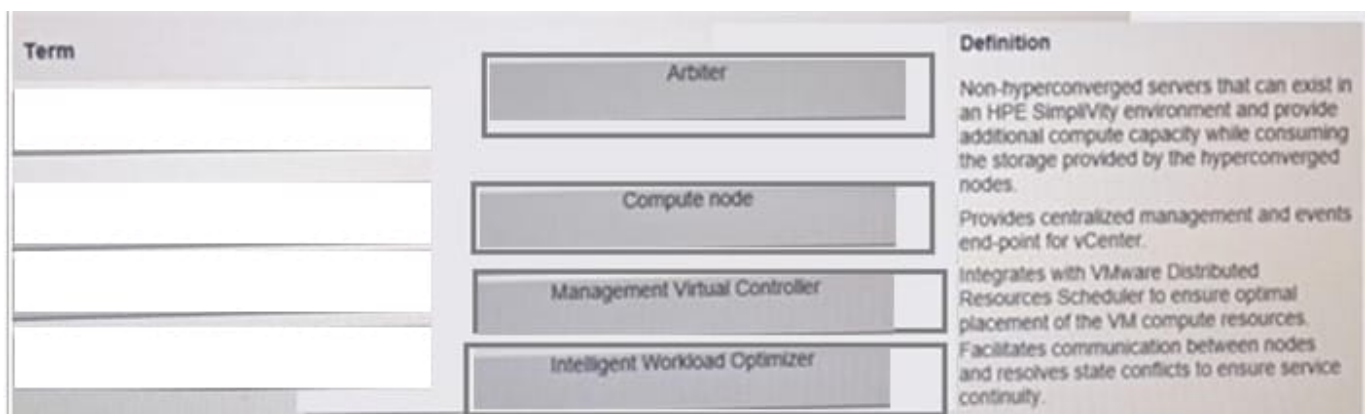 Term
Arbiter
Compute node
Management Virtual Controller
Intelligent Workload Optimizer
Definition
Non-hyperconverged servers that can exist in
an HPE SimpliVity environment and provide
additional compute capacity while consuming
the storage provided by the hyperconverged
nodes.
Provides centralized management and events
end-point for vCenter.
Integrates with VMware Distributed
Resources Scheduler to ensure optimal
placement of the VM compute resources.
Facilitates communication between nodes
and resolves state conflicts to ensure service
continuity.